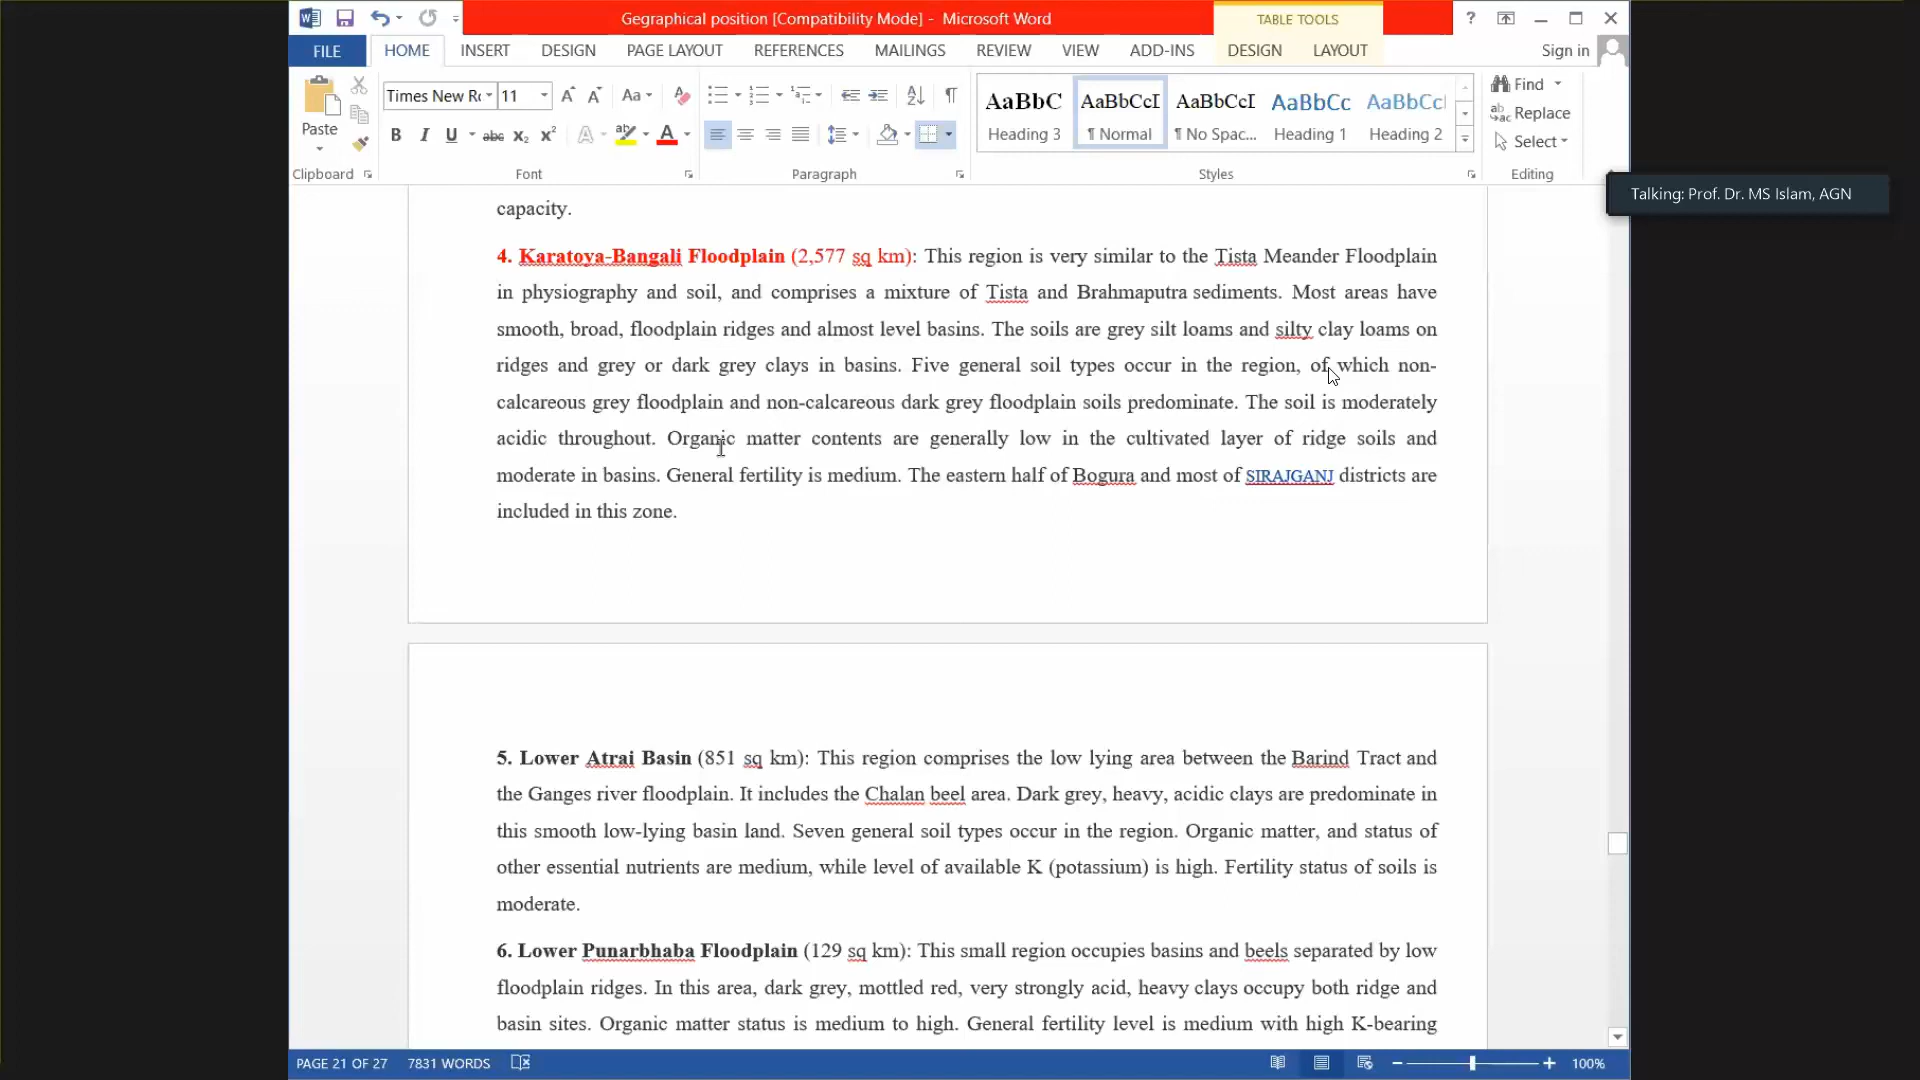 Gegraphical position [Compatibility Mode] - Microsoft Word
TABLE TOOLS
FILE HOME INSERT DESIGN PAGE LAYOUT REFERENCES MAILINGS REVIEW VIEW ADD-INS DESIGN LAYOUT Sign in
Paste
Times New Rc 11
AaBbC AaBbCcI AaBbCcI AaBbCc AaBbCcl
Heading 3 ¶ Normal ¶ No Spac... Heading 1 Heading 2
Find
Replace
Select
Clipboard Font Paragraph Styles Editing
Talking: Prof. Dr. MS Islam, AGN
capacity.
4. Karatoya-Bangali Floodplain (2,577 sq km): This region is very similar to the Tista Meander Floodplain
in physiography and soil, and comprises a mixture of Tista and Brahmaputra sediments. Most areas have
smooth, broad, floodplain ridges and almost level basins. The soils are grey silt loams and silty clay loams on
ridges and grey or dark grey clays in basins. Five general soil types occur in the region, of which non-
calcareous grey floodplain and non-calcareous dark grey floodplain soils predominate. The soil is moderately
acidic throughout. Organic matter contents are generally low in the cultivated layer of ridge soils and
moderate in basins. General fertility is medium. The eastern half of Bogura and most of SIRAJGANJ districts are
included in this zone.
5. Lower Atrai Basin (851 sq km): This region comprises the low lying area between the Barind Tract and
the Ganges river floodplain. It includes the Chalan beel area. Dark grey, heavy, acidic clays are predominate in
this smooth low-lying basin land. Seven general soil types occur in the region. Organic matter, and status of
other essential nutrients are medium, while level of available K (potassium) is high. Fertility status of soils is
moderate.
6. Lower Punarbhaba Floodplain (129 sq km): This small region occupies basins and beels separated by low
floodplain ridges. In this area, dark grey, mottled red, very strongly acid, heavy clays occupy both ridge and
basin sites. Organic matter status is medium to high. General fertility level is medium with high K-bearing
PAGE 21 OF 27 7831 WORDS 100%